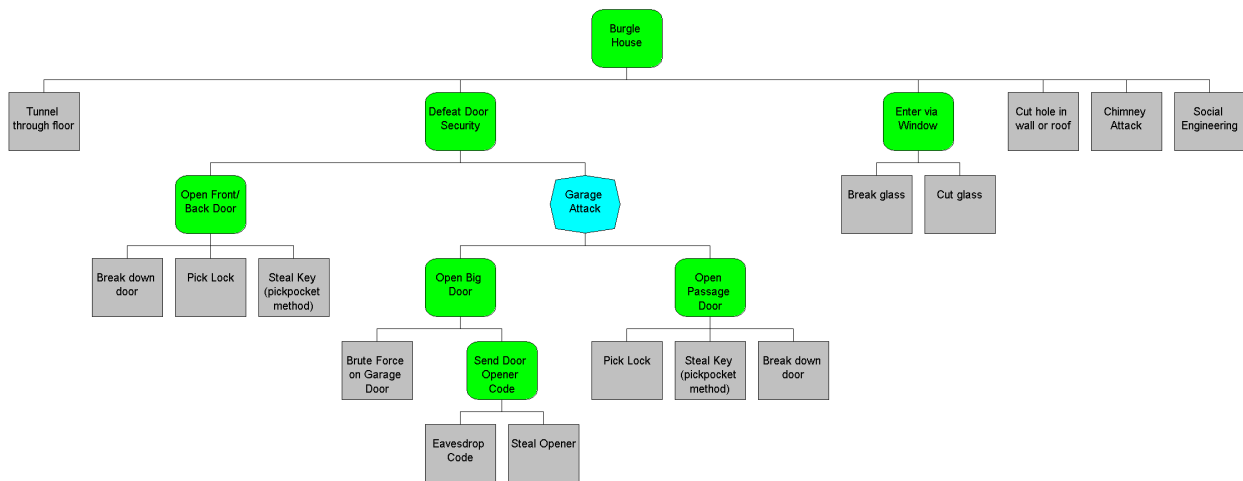 Burgle
House
Tunnel
through floor
Defeat Door
Security
Enter via
Window
Cut hole in
wall or roof
Chimney
Attack
Social
Engineering
Open Front/
Back Door
Garage
Attack
Break glass
Cut glass
Break down
door
Pick Lock
Steal Key
(pickpocket
method)
Open Big
Door
Open
Passage
Door
Brute Force
on Garage
Door
Send Door
Opener
Code
Pick Lock
Steal Key
(pickpocket
method)
Break down
door
Eavesdrop
Code
Steal Opener